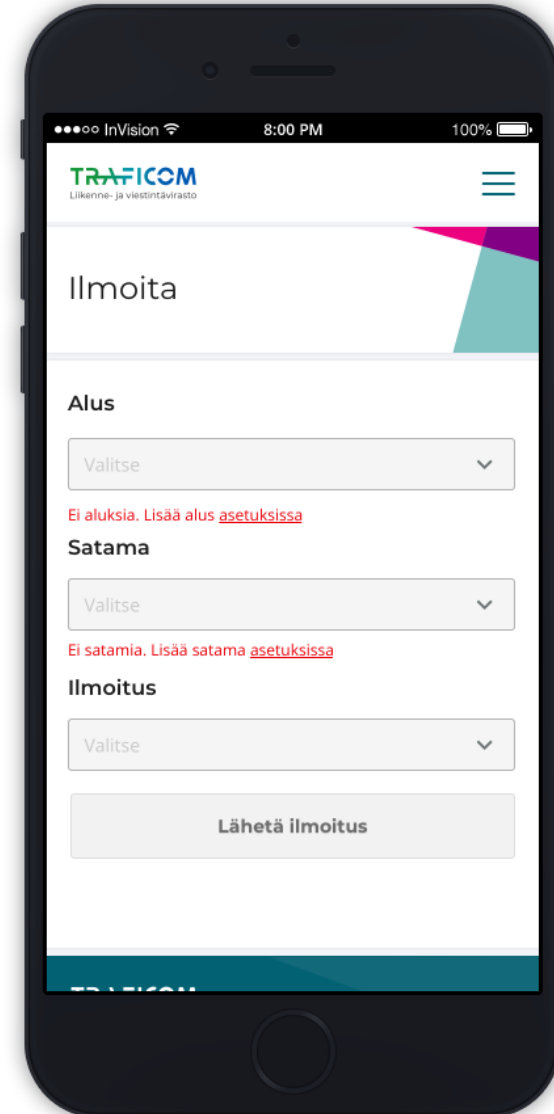 ●●●○○ InVision 8:00 PM 100%
TRAFICOM
Liikenne- ja viestintävirasto
Ilmoita
Alus
Valitse
Ei aluksia. Lisää alus asetuksissa
Satama
Valitse
Ei satamia. Lisää satama asetuksissa
Ilmoitus
Valitse
Lähetä ilmoitus
TRAFICOM